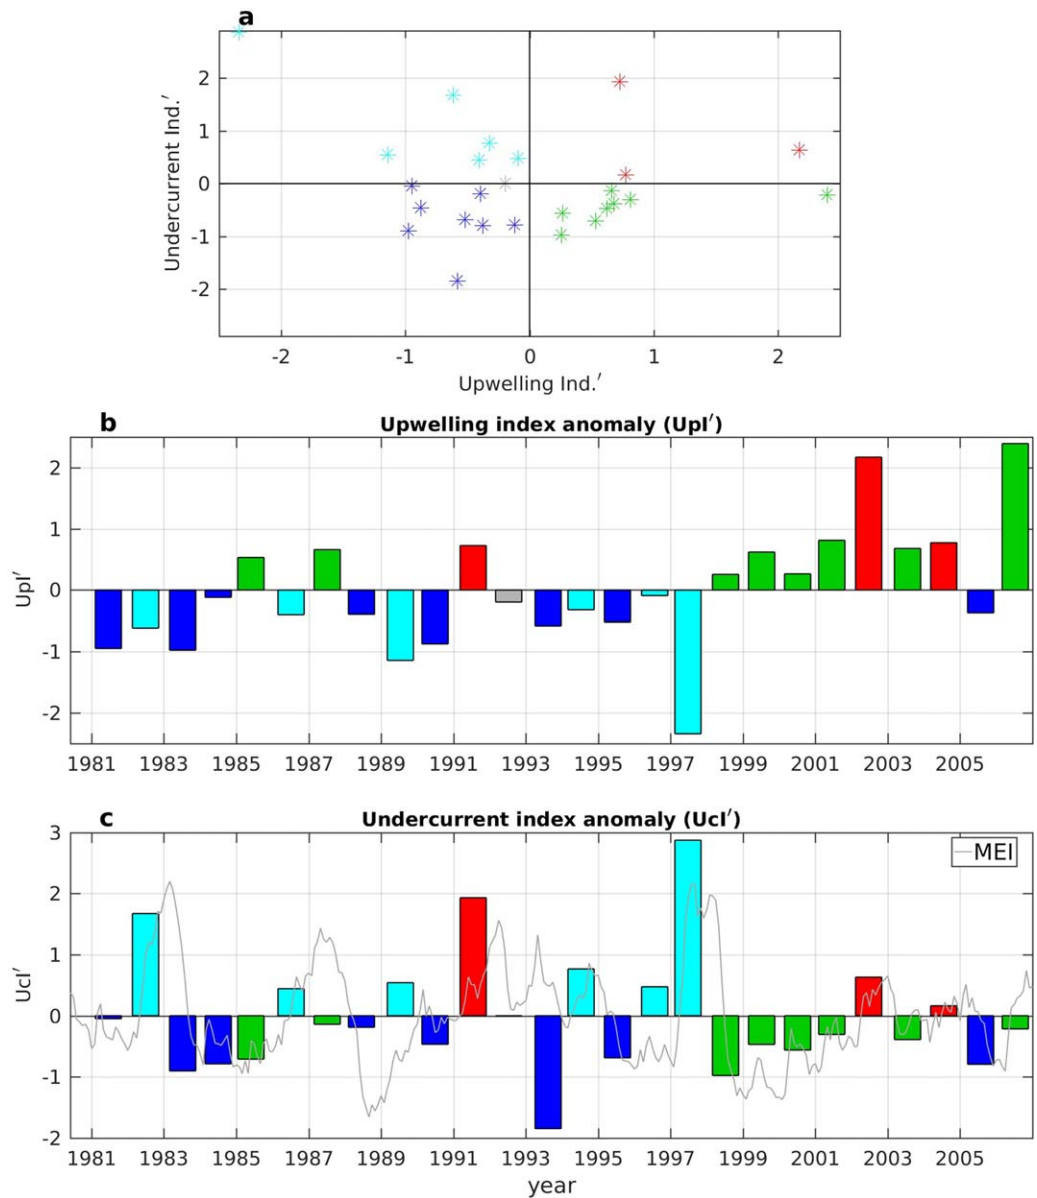 a
2
1
0
-1
-2
Undercurrent Ind.′
-2 -1 0 1 2
Upwelling Ind.′
b Upwelling index anomaly (UpI′)
2
1
0
-1
-2
UpI′
1981 1983 1985 1987 1989 1991 1993 1995 1997 1999 2001 2003 2005
c Undercurrent index anomaly (UcI′)
3
2
1
0
-1
-2
UcI′
MEI
1981 1983 1985 1987 1989 1991 1993 1995 1997 1999 2001 2003 2005
year